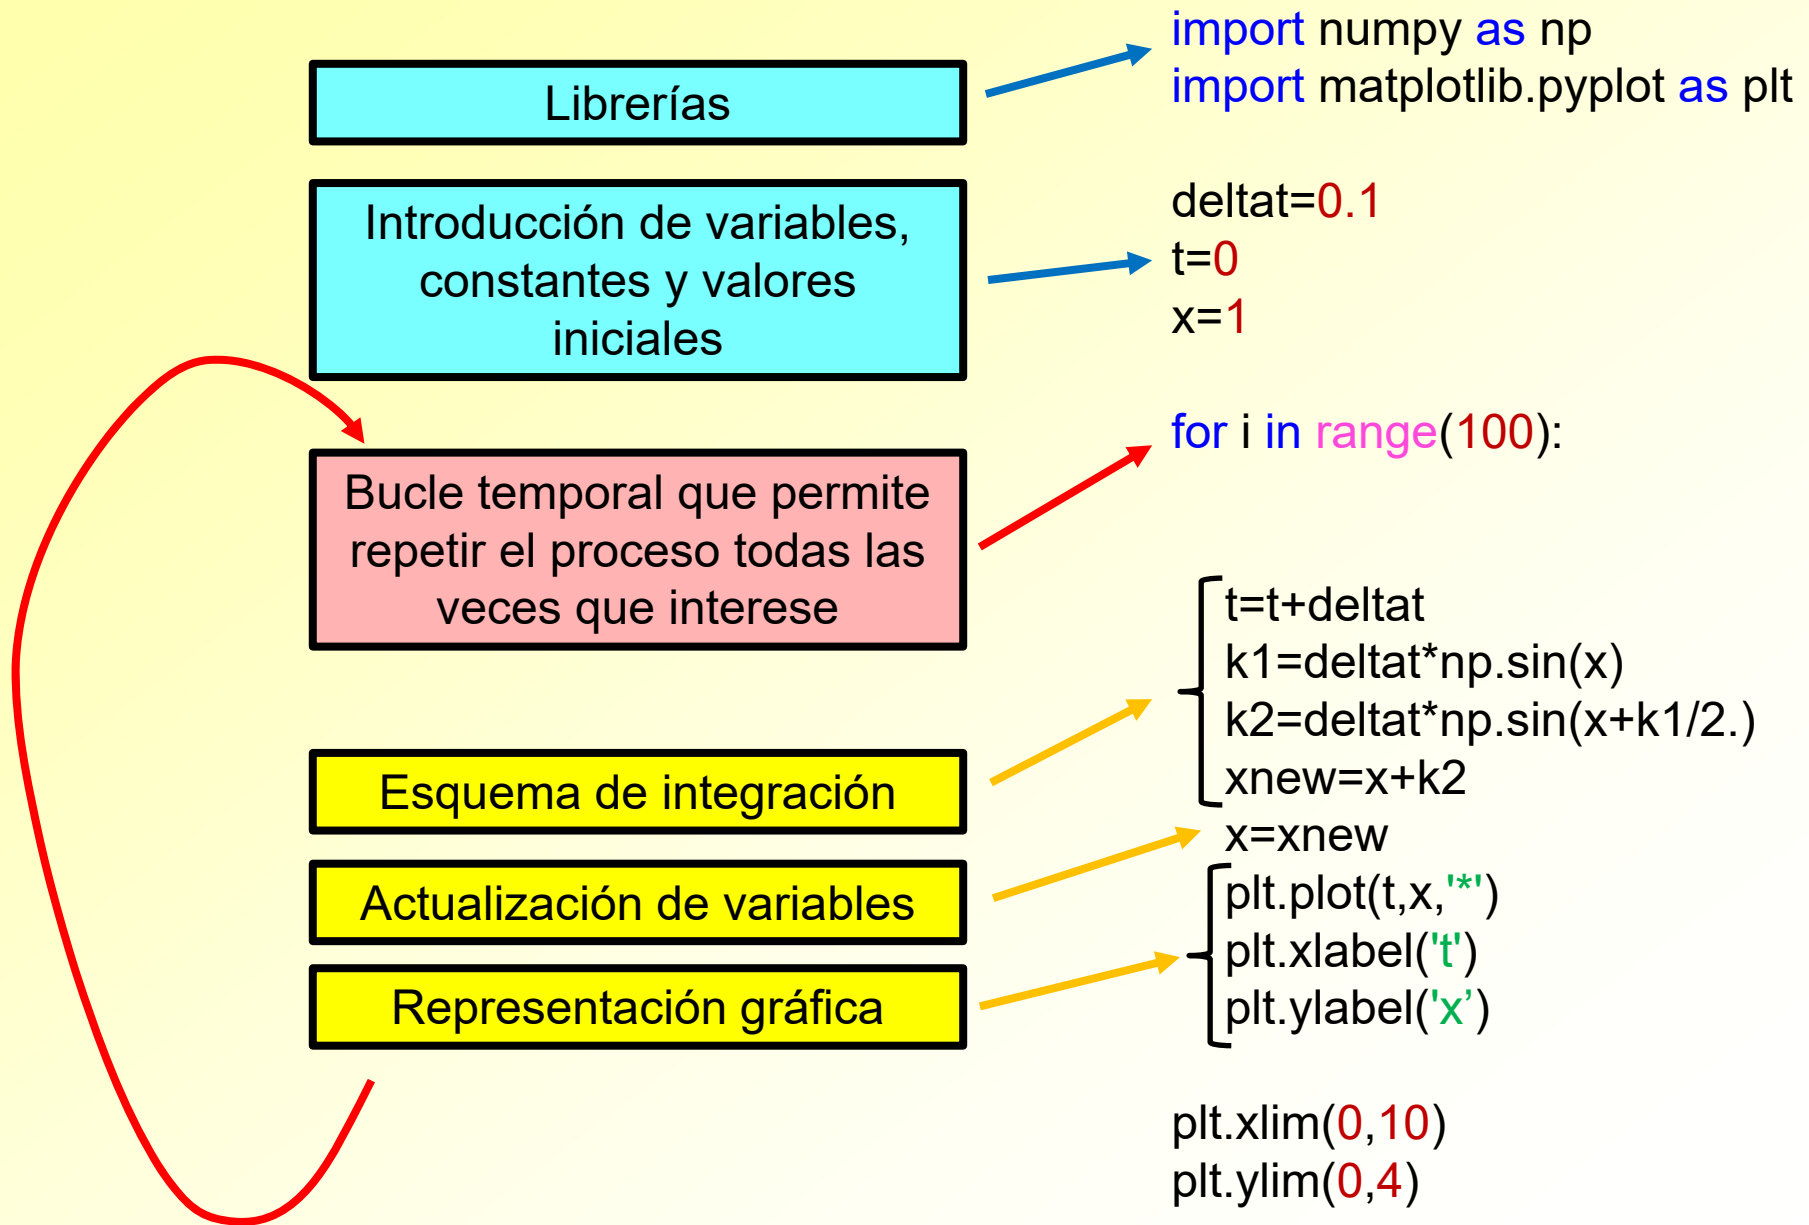 Librerías
Introducción de variables,
constantes y valores
iniciales
Bucle temporal que permite
repetir el proceso todas las
veces que interese
Esquema de integración
Actualización de variables
Representación gráfica
import numpy as np
import matplotlib.pyplot as plt
deltat=0.1
t=0
x=1
for i in range(100):
t=t+deltat
k1=deltat*np.sin(x)
k2=deltat*np.sin(x+k1/2.)
xnew=x+k2
x=xnew
plt.plot(t,x,'*')
plt.xlabel('t')
plt.ylabel('x’)
plt.xlim(0,10)
plt.ylim(0,4)